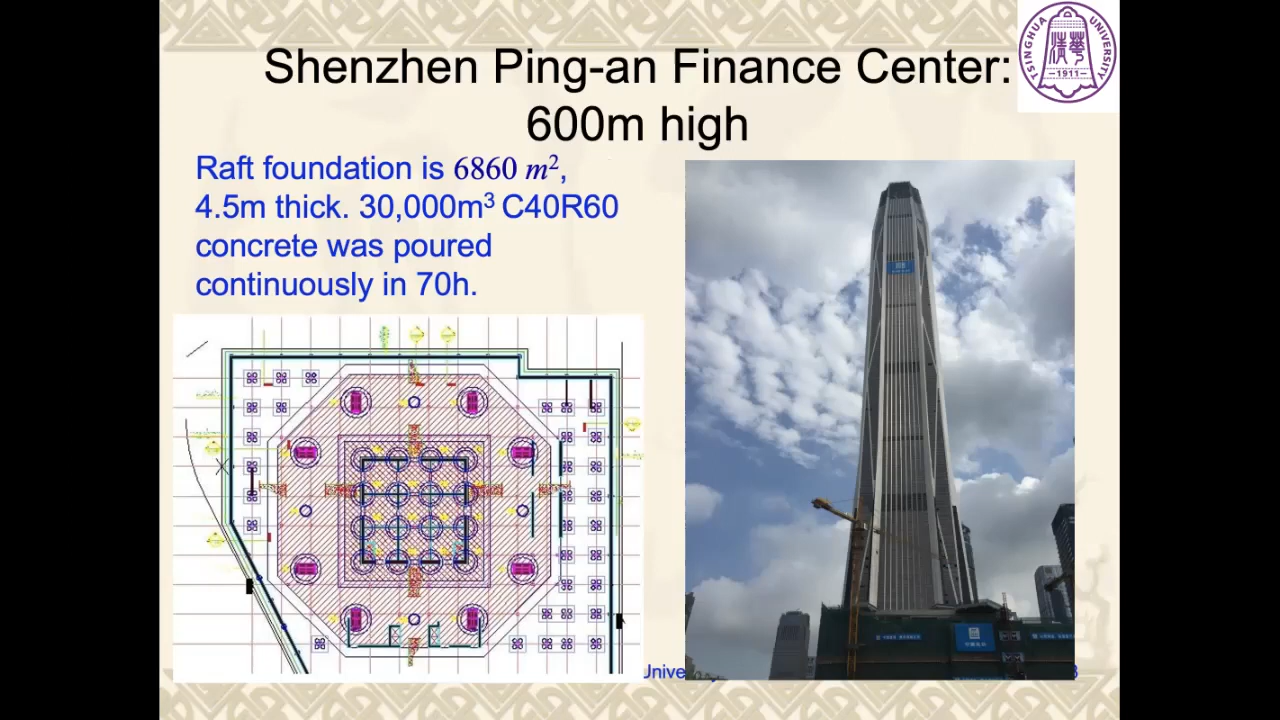 Shenzhen Ping-an Finance Center:
600m high
TSINGHUA UNIVERSITY
-1911-
Raft foundation is 6860 m²,
4.5m thick. 30,000m³ C40R60
concrete was poured
continuously in 70h.